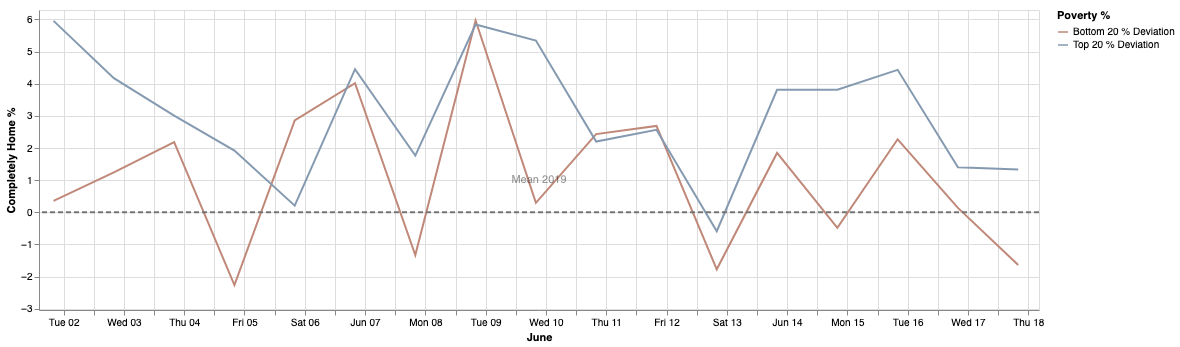 Poverty %
Bottom 20 % Deviation
Top 20 % Deviation
Completely Home %
6
5
4
3
2
1
0
−1
−2
−3
Mean 2019
Tue 02 Wed 03 Thu 04 Fri 05 Sat 06 Jun 07 Mon 08 Tue 09 Wed 10 Thu 11 Fri 12 Sat 13 Jun 14 Mon 15 Tue 16 Wed 17 Thu 18
June